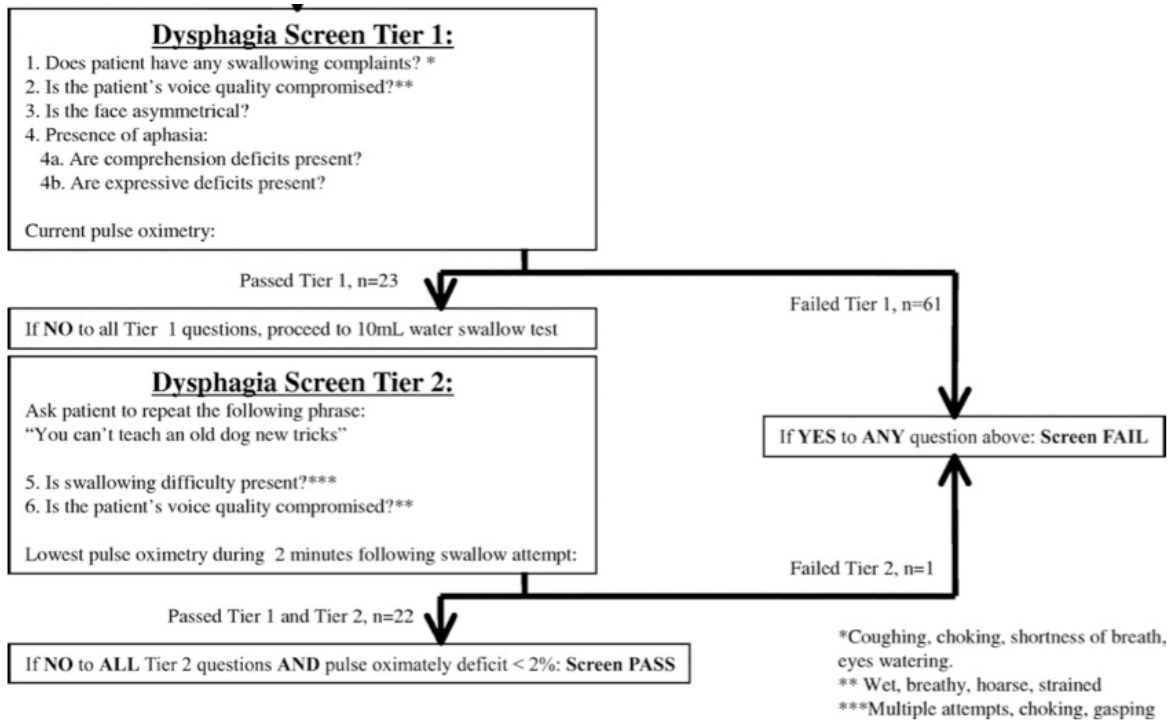 Dysphagia Screen Tier 1:
1. Does patient have any swallowing complaints? *
2. Is the patient's voice quality compromised?**
3. Is the face asymmetrical?
4. Presence of aphasia:
4a. Are comprehension deficits present?
4b. Are expressive deficits present?
Current pulse oximetry:
Passed Tier 1, n=23
Failed Tier 1, n=61
If NO to all Tier 1 questions, proceed to 10mL water swallow test
Dysphagia Screen Tier 2:
Ask patient to repeat the following phrase:
“You can't teach an old dog new tricks”
If YES to ANY question above: Screen FAIL
5. Is swallowing difficulty present?***
6. Is the patient's voice quality compromised?**
Lowest pulse oximetry during 2 minutes following swallow attempt:
Failed Tier 2, n=1
Passed Tier 1 and Tier 2, n=22
If NO to ALL Tier 2 questions AND pulse oximately deficit < 2%: Screen PASS
*Coughing, choking, shortness of breath,
eyes watering.
** Wet, breathy, hoarse, strained
***Multiple attempts, choking, gasping